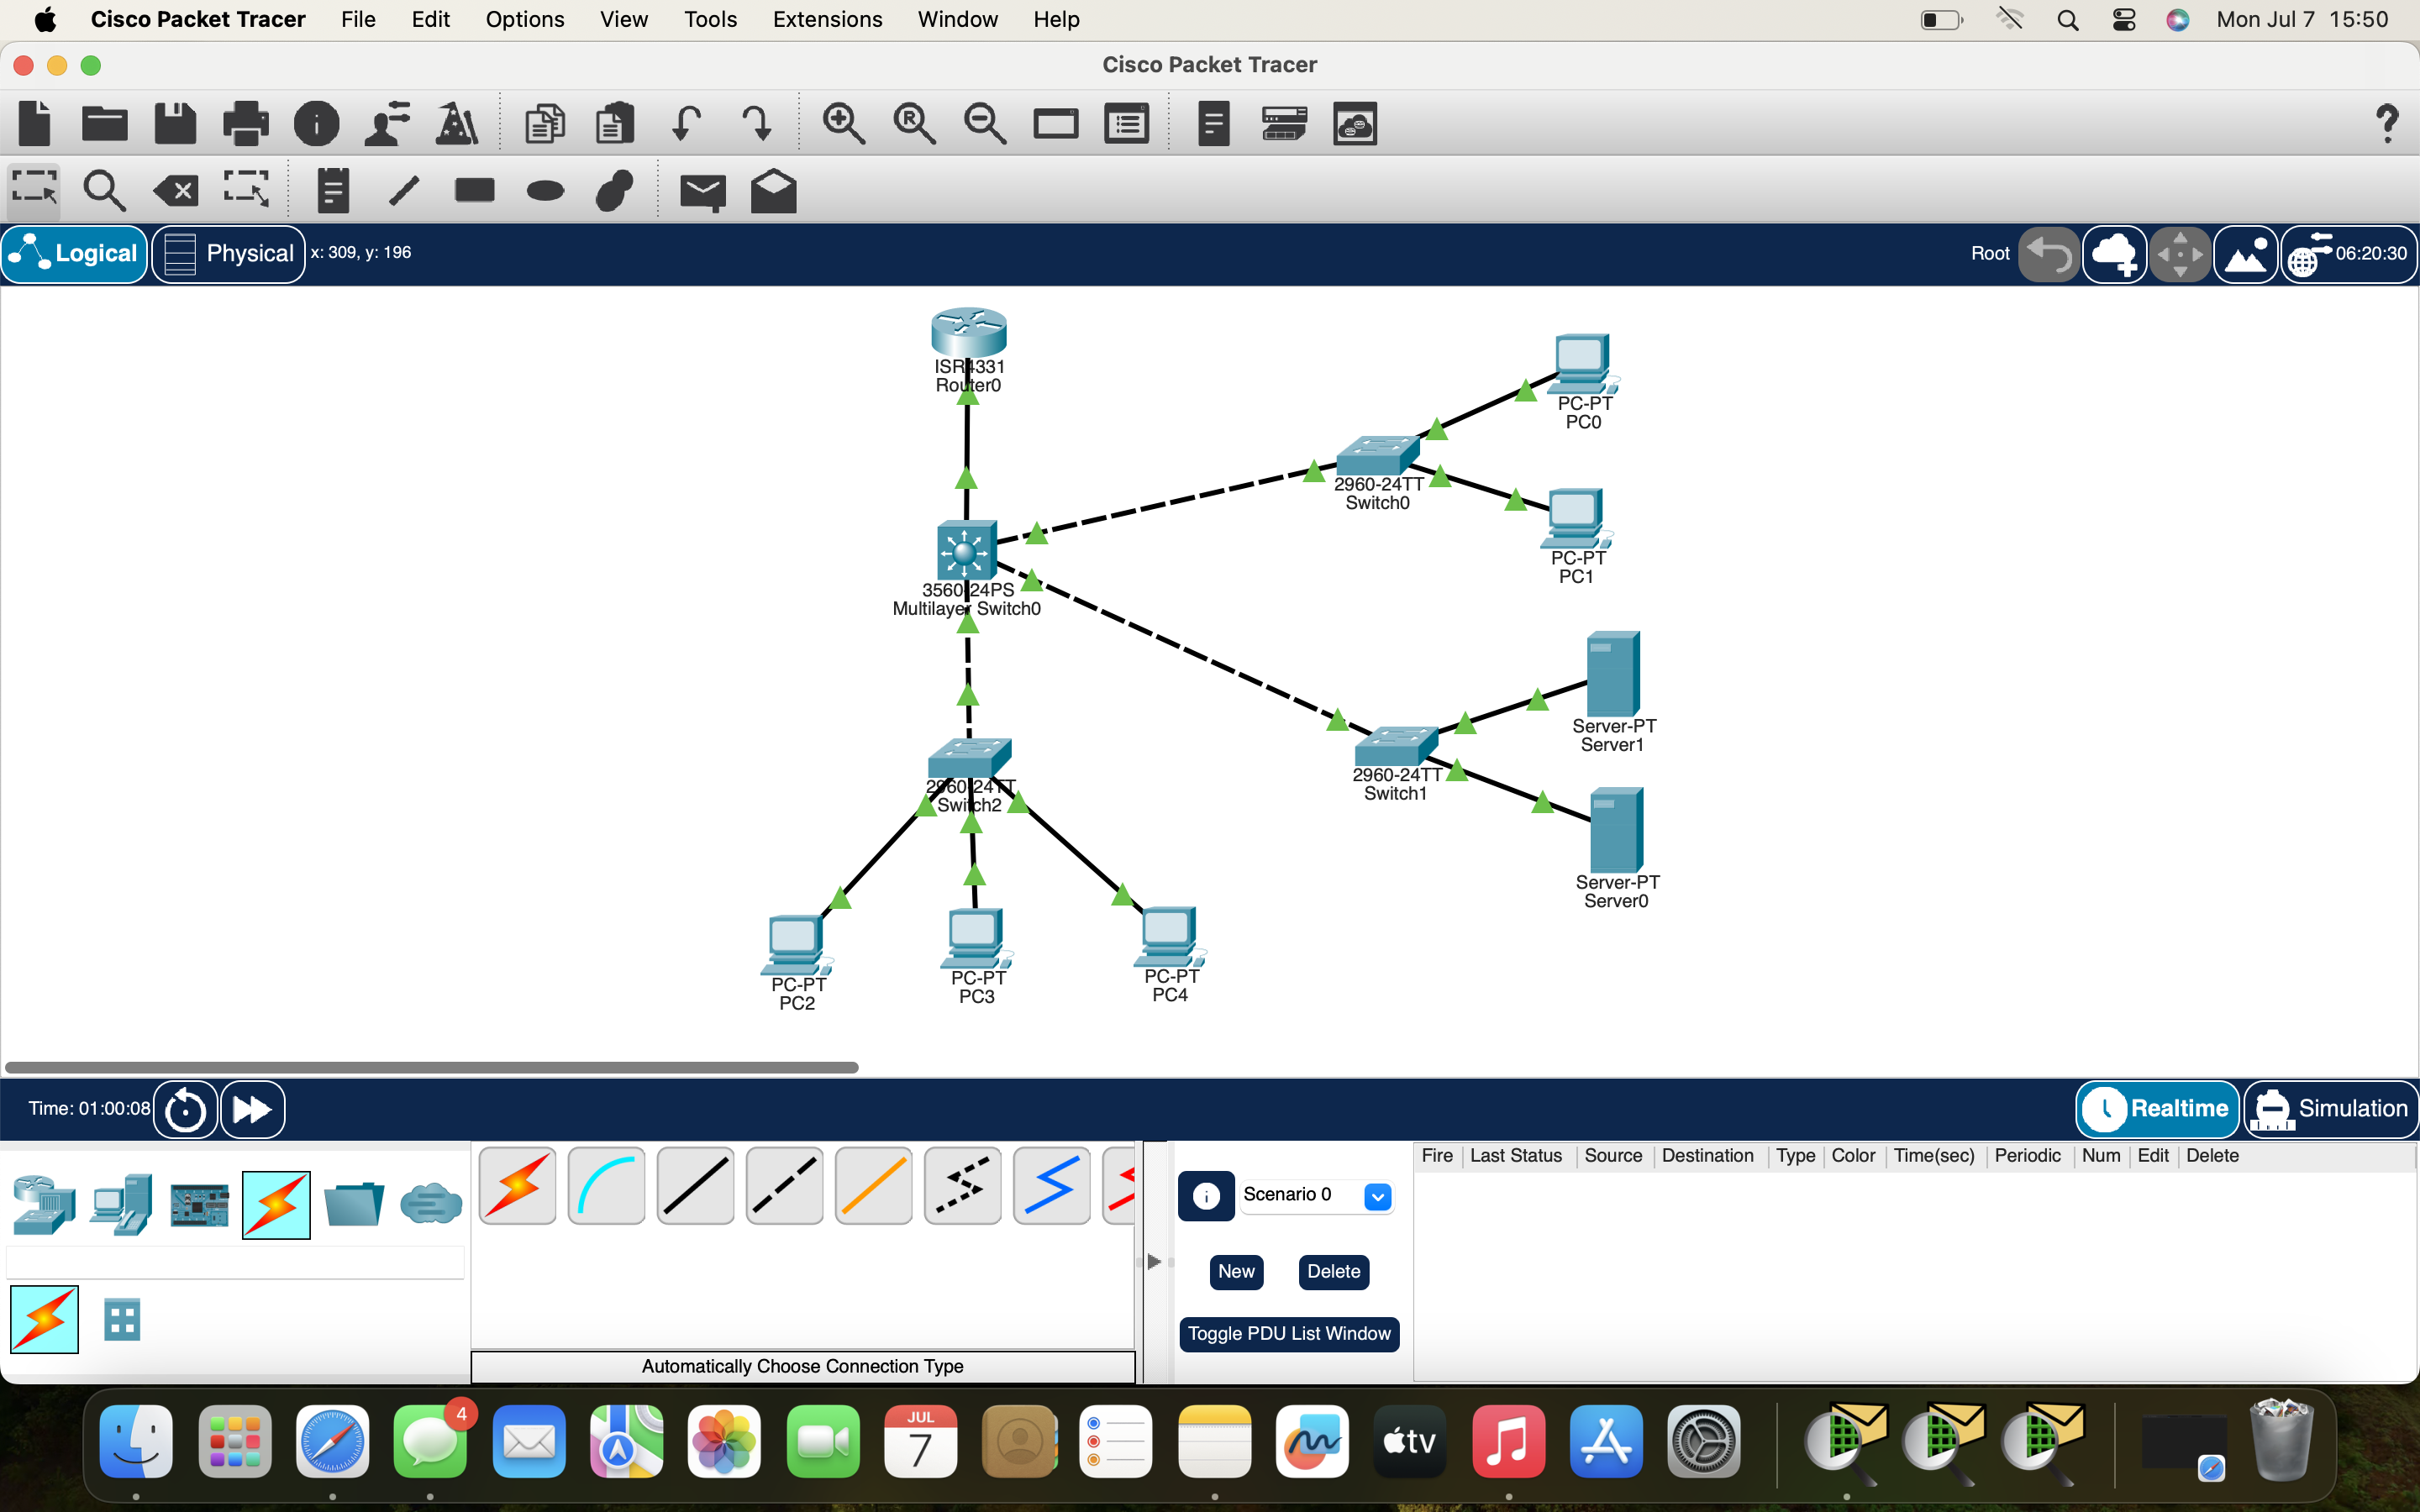 Cisco Packet Tracer File Edit Options View Tools Extensions Window Help Mon Jul 7 15:50
Cisco Packet Tracer
Logical Physical x: 309, y: 196 Root 06:20:30
ISR4331
Router0
PC-PT
PC0
2960-24TT
Switch0
PC-PT
PC1
3560-24PS
Multilayer Switch0
Server-PT
Server1
2960-24TT
Switch1
2960-24TT
Switch2
Server-PT
Server0
PC-PT
PC2
PC-PT
PC3
PC-PT
PC4
Time: 01:00:08 Realtime Simulation
Fire Last Status Source Destination Type Color Time(sec) Periodic Num Edit Delete
Scenario 0
New Delete
Toggle PDU List Window
Automatically Choose Connection Type
4
JUL
7
tv